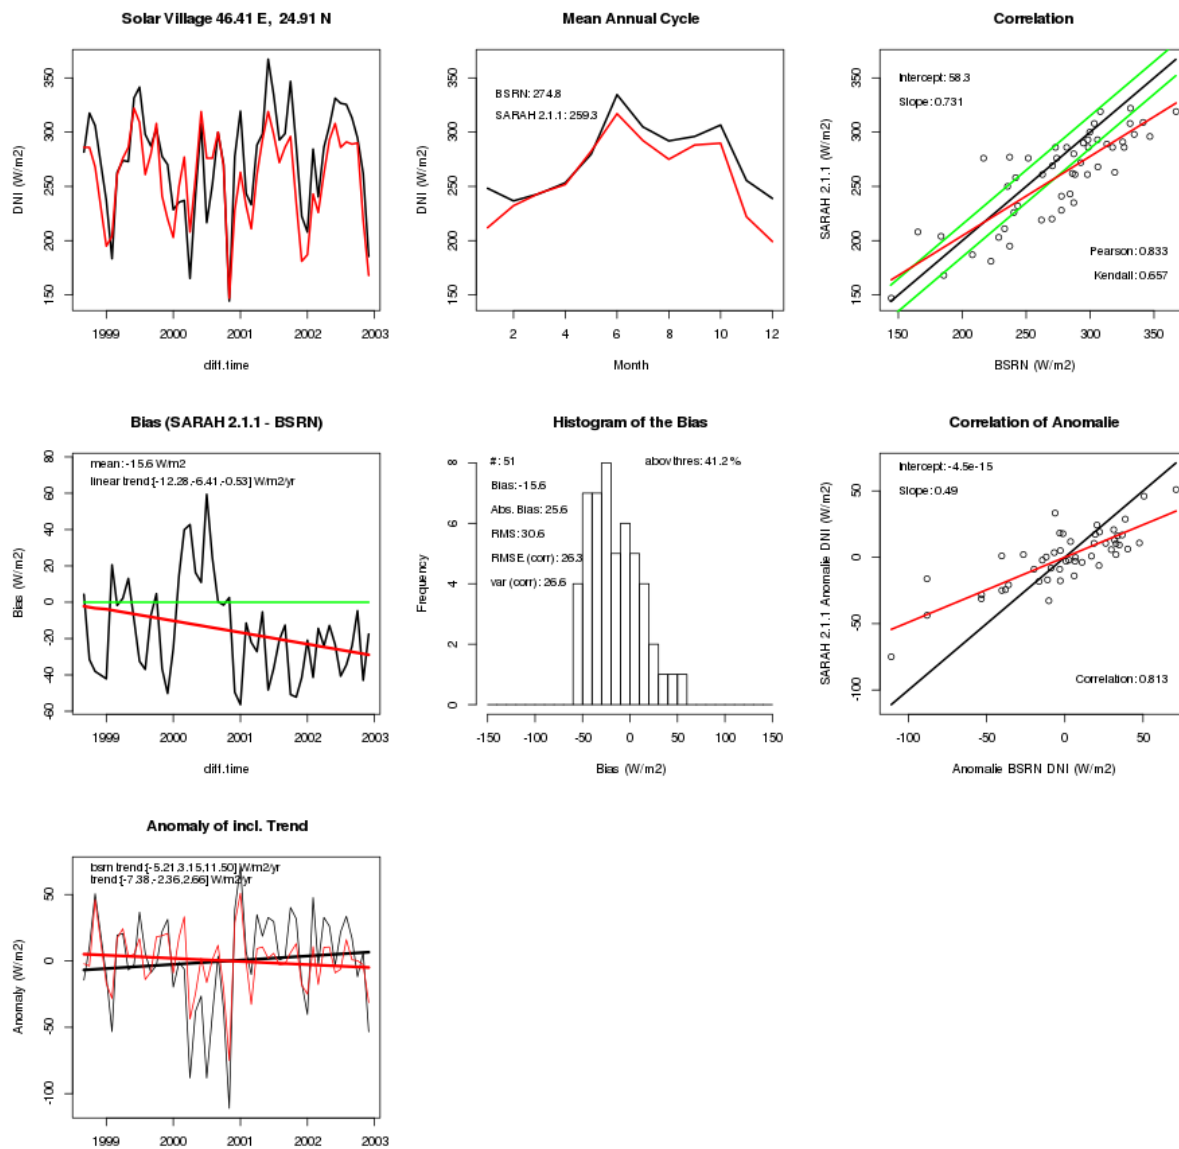 Solar Village 46.41 E,  24.91 N
DNI (W/m2)
350
300
250
200
150
1999
2000
2001
2002
2003
diff.time
Mean Annual Cycle
BSRN: 274.8
SARAH 2.1.1: 259.3
DNI (W/m2)
350
300
250
200
150
2
4
6
8
10
12
Month
Correlation
Intercept: 58.3
Slope: 0.731
Pearson: 0.833
Kendall: 0.657
SARAH 2.1.1 (W/m2)
350
300
250
200
150
150
200
250
300
350
BSRN (W/m2)
Bias (SARAH 2.1.1 - BSRN)
mean: -15.6 W/m2
linear trend:[-12.28,-6.41,-0.53] W/m2/yr
Bias (W/m2)
80
60
40
20
0
-20
-40
-60
1999
2000
2001
2002
2003
diff.time
Histogram of the Bias
#: 51
abovthres: 41.2 %
Bias: -15.6
Abs. Bias: 25.6
RMS: 30.6
RMSE (corr): 26.3
var (corr): 26.6
Frequency
8
6
4
2
0
-150
-100
-50
0
50
100
150
Bias (W/m2)
Correlation of Anomalie
Intercept: -4.5e-15
Slope: 0.49
Correlation: 0.813
SARAH 2.1.1 Anomalie DNI (W/m2)
50
0
-50
-100
-100
-50
0
50
Anomalie BSRN DNI (W/m2)
Anomaly of incl. Trend
bsrn trend:[-5.21,3.15,11.50] W/m2/yr
trend:[-7.38,-2.36,2.66] W/m2/yr
Anomaly (W/m2)
50
0
-50
-100
1999
2000
2001
2002
2003